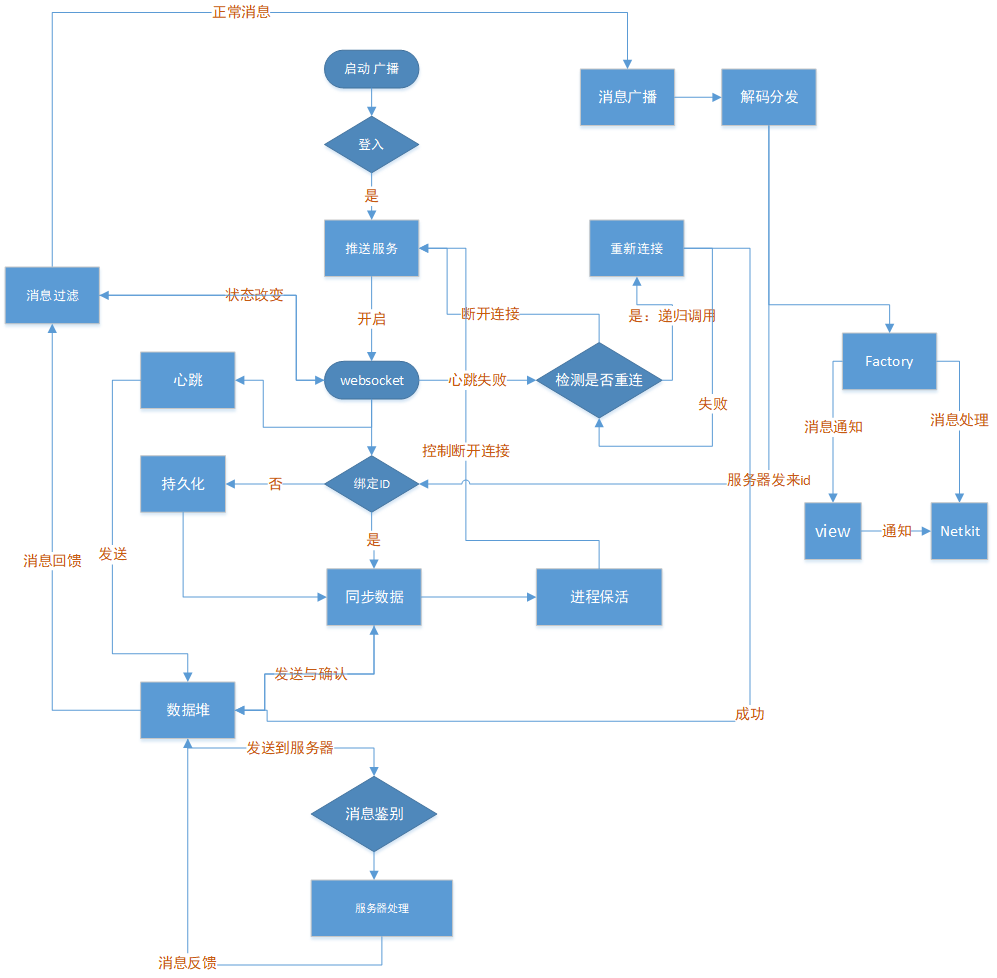 正常消息
启动 广播
消息广播
解码分发
登入
是
推送服务
重新连接
消息过滤
状态改变
开启
断开连接
是：递归调用
Factory
心跳
websocket
心跳失败
检测是否重连
失败
消息通知
消息处理
控制断开连接
持久化
否
绑定ID
服务器发来id
view
通知
Netkit
消息回馈
发送
是
同步数据
进程保活
发送与确认
数据堆
成功
发送到服务器
消息鉴别
服务器处理
消息反馈